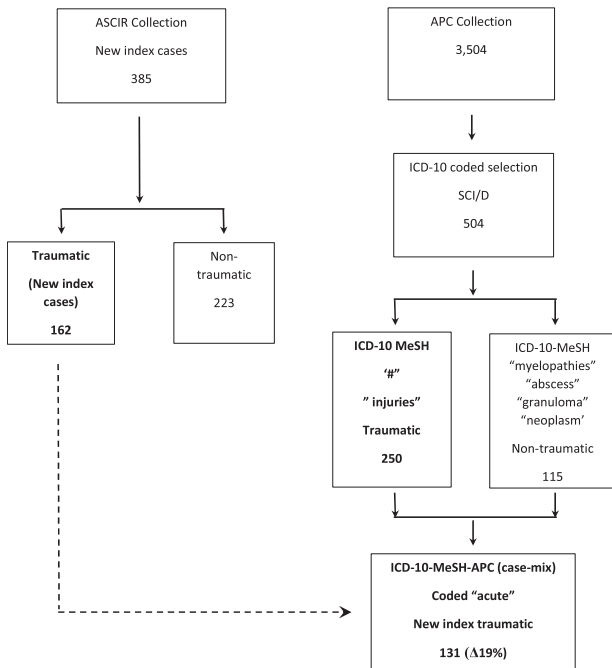 ASCIR Collection
New index cases
385
APC Collection
3,504
ICD-10 coded selection
SCI/D
504
Traumatic
(New index
cases)
162
Non-
traumatic
223
ICD-10 MeSH
‘#”
” injuries”
Traumatic
250
ICD-10-MeSH
“myelopathies”
“abscess”
“granuloma”
“neoplasm’
Non-traumatic
115
ICD-10-MeSH-APC (case-mix)
Coded “acute”
New index traumatic
131 (Δ19%)